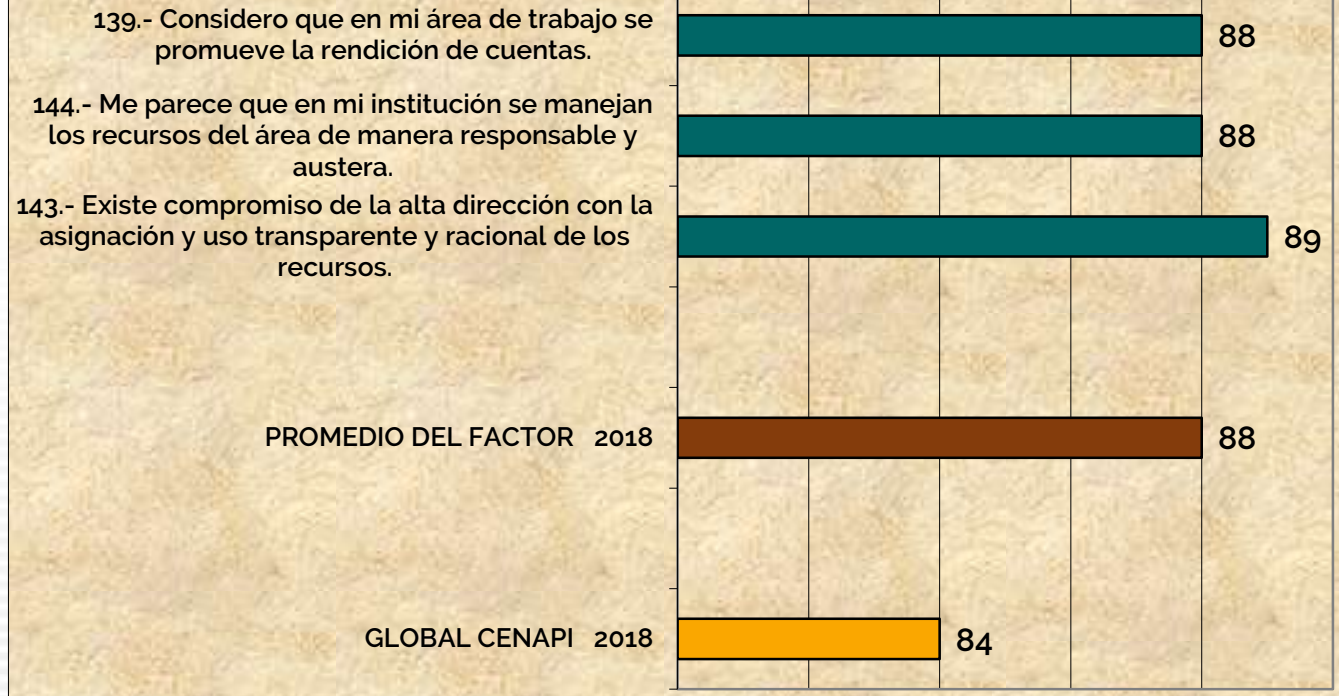 139.- Considero que en mi área de trabajo se
promueve la rendición de cuentas.
88
144.- Me parece que en mi institución se manejan
los recursos del área de manera responsable y
austera.
88
143.- Existe compromiso de la alta dirección con la
asignación y uso transparente y racional de los
recursos.
89
PROMEDIO DEL FACTOR 2018
88
GLOBAL CENAPI 2018
84